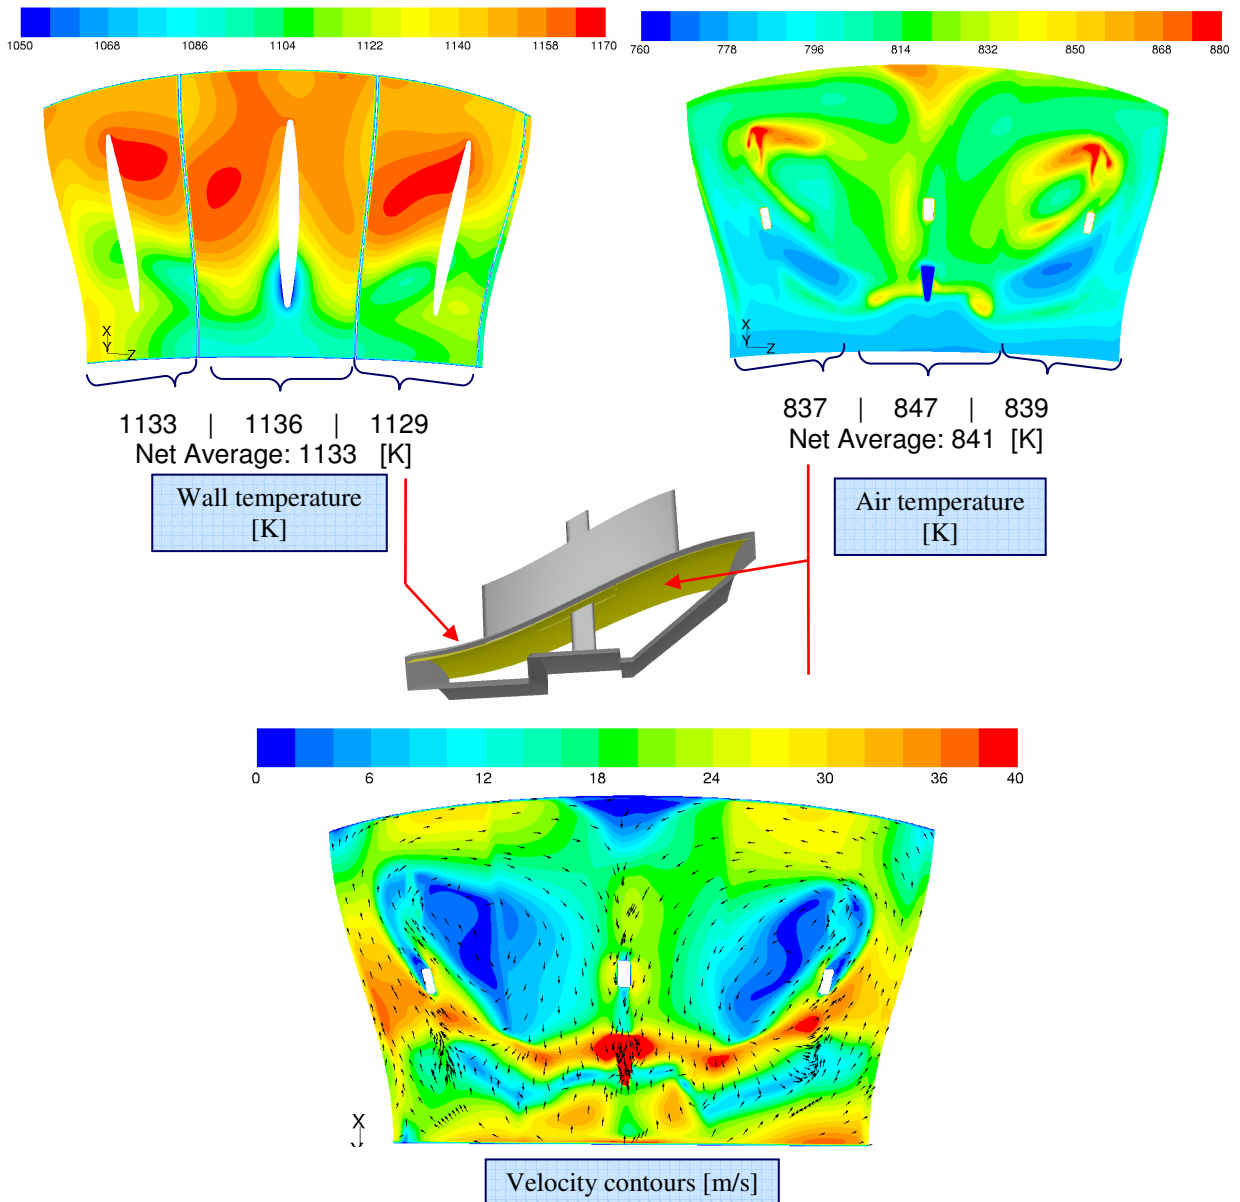 1050 1068 1086 1104 1122 1140 1158 1170
760 778 796 814 832 850 868 880
X
Y Z
X
Y Z
1133 | 1136 | 1129
Net Average: 1133 [K]
837 | 847 | 839
Net Average: 841 [K]
Wall temperature
[K]
Air temperature
[K]
0 6 12 18 24 30 36 40
X
Velocity contours [m/s]